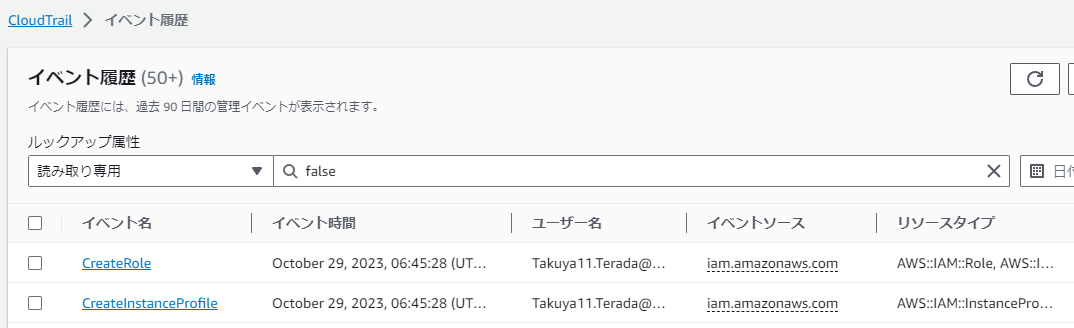 CloudTrail > イベント履歴
イベント履歴 (50+) 情報
イベント履歴には、過去 90 日間の管理イベントが表示されます。
ルックアップ属性
読み取り専用 false 日付
イベント名 イベント時間 ユーザー名 イベントソース リソースタイプ
CreateRole October 29, 2023, 06:45:28 (UT... Takuya11.Terada@... iam.amazonaws.com AWS::IAM::Role, AWS::I...
CreateInstanceProfile October 29, 2023, 06:45:28 (UT... Takuya11.Terada@... iam.amazonaws.com AWS::IAM::InstancePro...